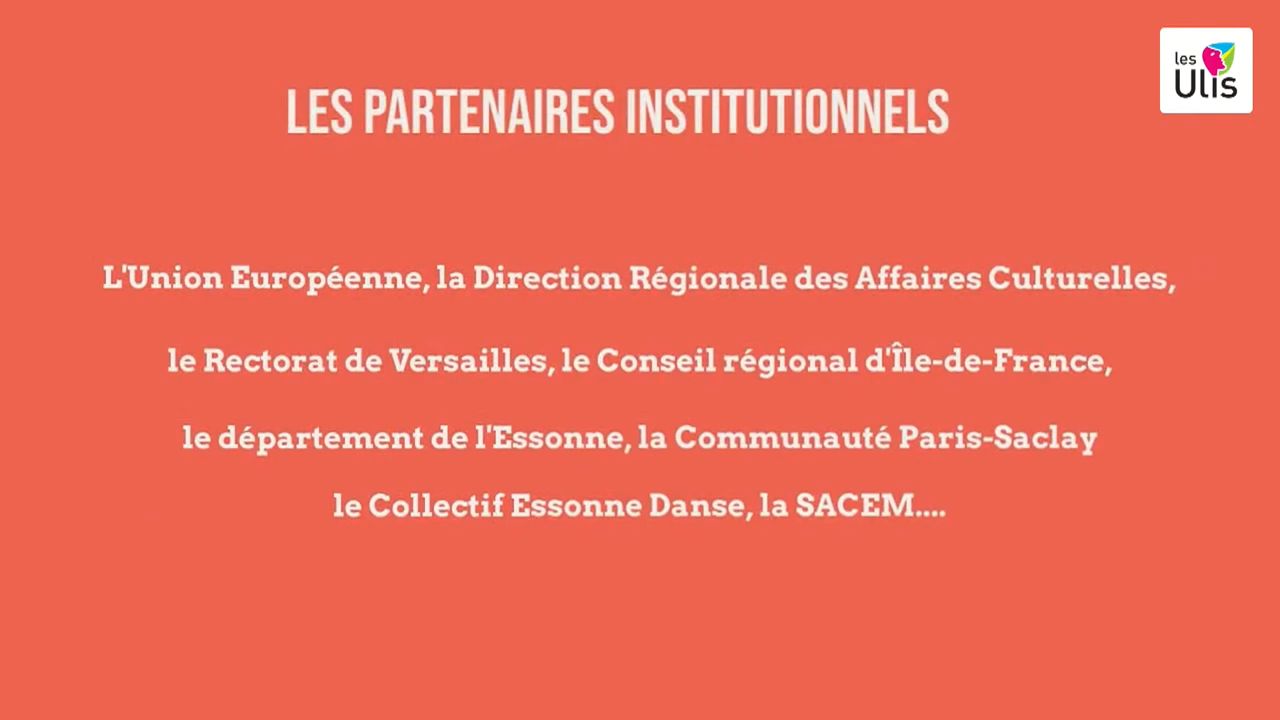 les
Ulis
LES PARTENAIRES INSTITUTIONNELS
L'Union Européenne, la Direction Régionale des Affaires Culturelles,
le Rectorat de Versailles, le Conseil régional d'Île-de-France,
le département de l'Essonne, la Communauté Paris-Saclay
le Collectif Essonne Danse, la SACEM....